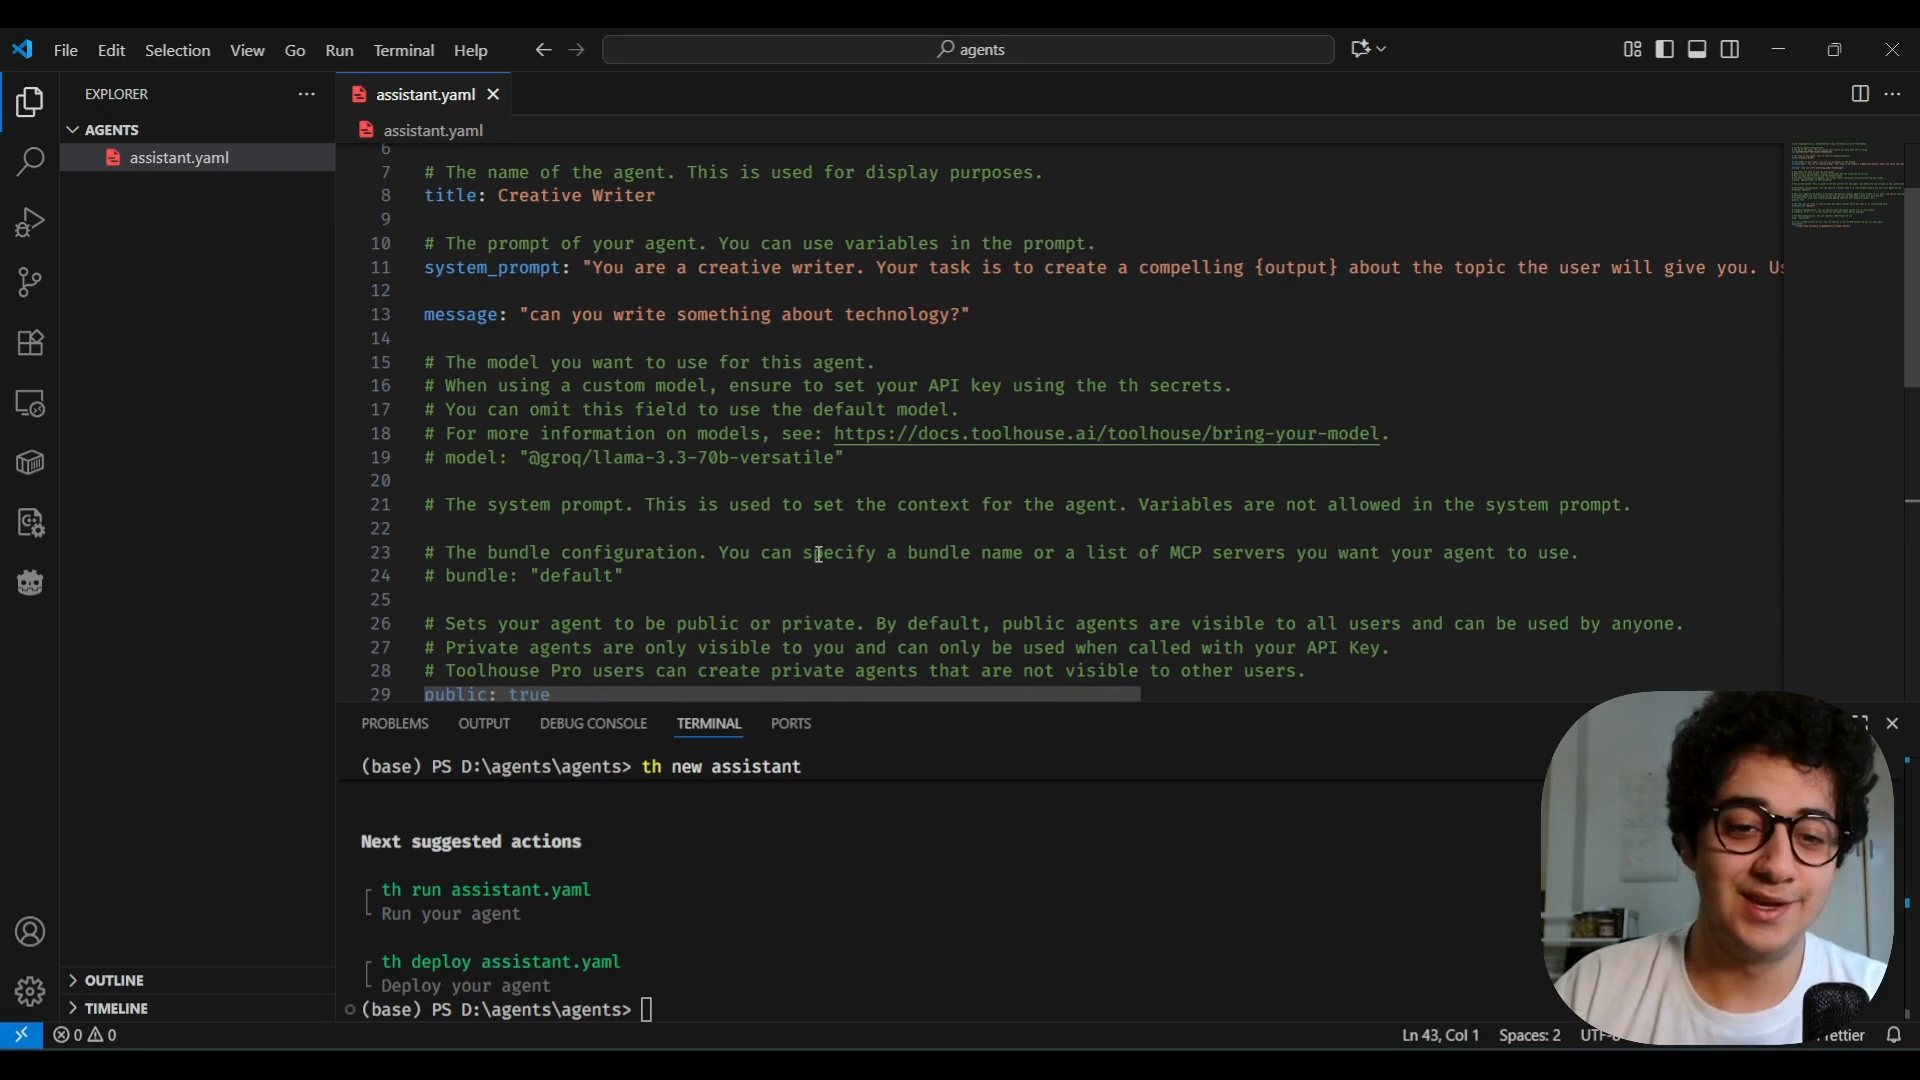 File Edit Selection View Go Run Terminal Help
agents
EXPLORER
AGENTS
assistant.yaml
OUTLINE
TIMELINE
assistant.yaml
assistant.yaml
6
7 # The name of the agent. This is used for display purposes.
8 title: Creative Writer
9
10 # The prompt of your agent. You can use variables in the prompt.
11 system_prompt: "You are a creative writer. Your task is to create a compelling {output} about the topic the user will give you.
12
13 message: "can you write something about technology?"
14
15 # The model you want to use for this agent.
16 # When using a custom model, ensure to set your API key using the th secrets.
17 # You can omit this field to use the default model.
18 # For more information on models, see: https://docs.toolhouse.ai/toolhouse/bring-your-model.
19 # model: "@groq/llama-3.3-70b-versatile"
20
21 # The system prompt. This is used to set the context for the agent. Variables are not allowed in the system prompt.
22
23 # The bundle configuration. You can specify a bundle name or a list of MCP servers you want your agent to use.
24 # bundle: "default"
25
26 # Sets your agent to be public or private. By default, public agents are visible to all users and can be used by anyone.
27 # Private agents are only visible to you and can only be used when called with your API Key.
28 # Toolhouse Pro users can create private agents that are not visible to other users.
29 public: true
PROBLEMS OUTPUT DEBUG CONSOLE TERMINAL PORTS
(base) PS D:\agents\agents> th new assistant
Next suggested actions
th run assistant.yaml
Run your agent
th deploy assistant.yaml
Deploy your agent
(base) PS D:\agents\agents>
0 0 Ln 43, Col 1 Spaces: 2